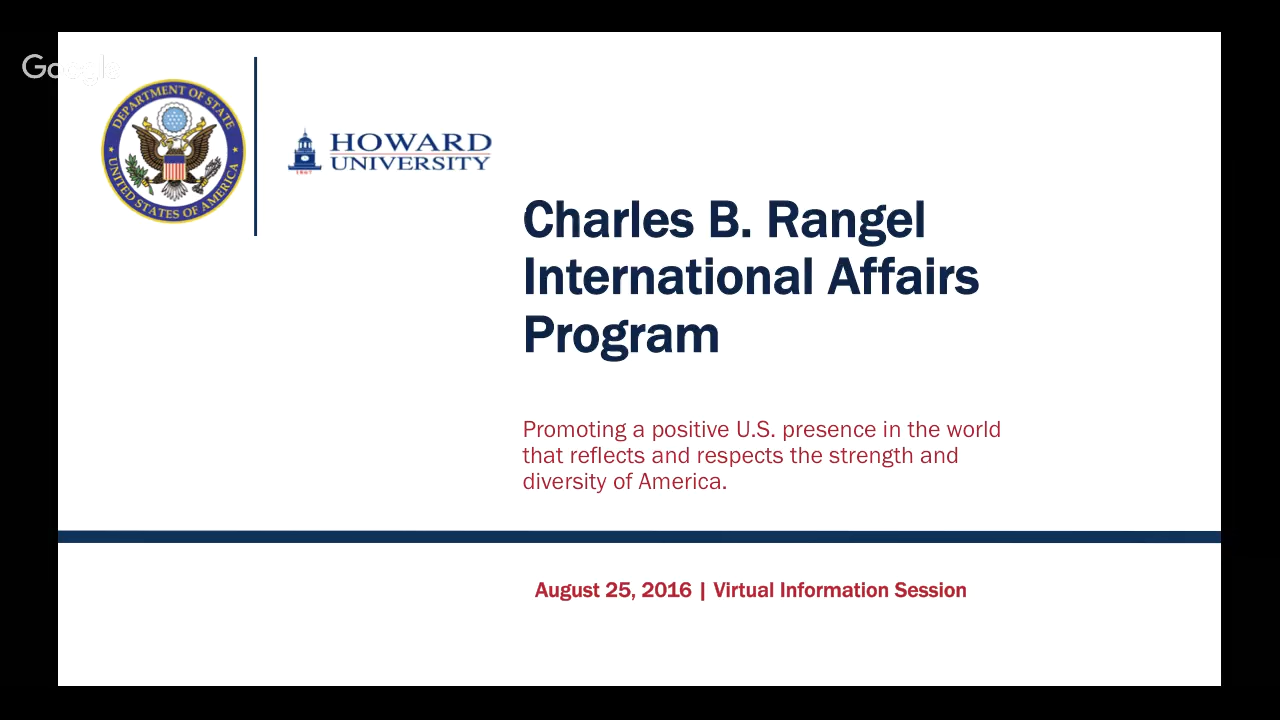 Google
DEPARTMENT OF STATE
UNITED STATES OF AMERICA
HOWARD
UNIVERSITY
1867
Charles B. Rangel
International Affairs
Program
Promoting a positive U.S. presence in the world
that reflects and respects the strength and
diversity of America.
August 25, 2016 | Virtual Information Session